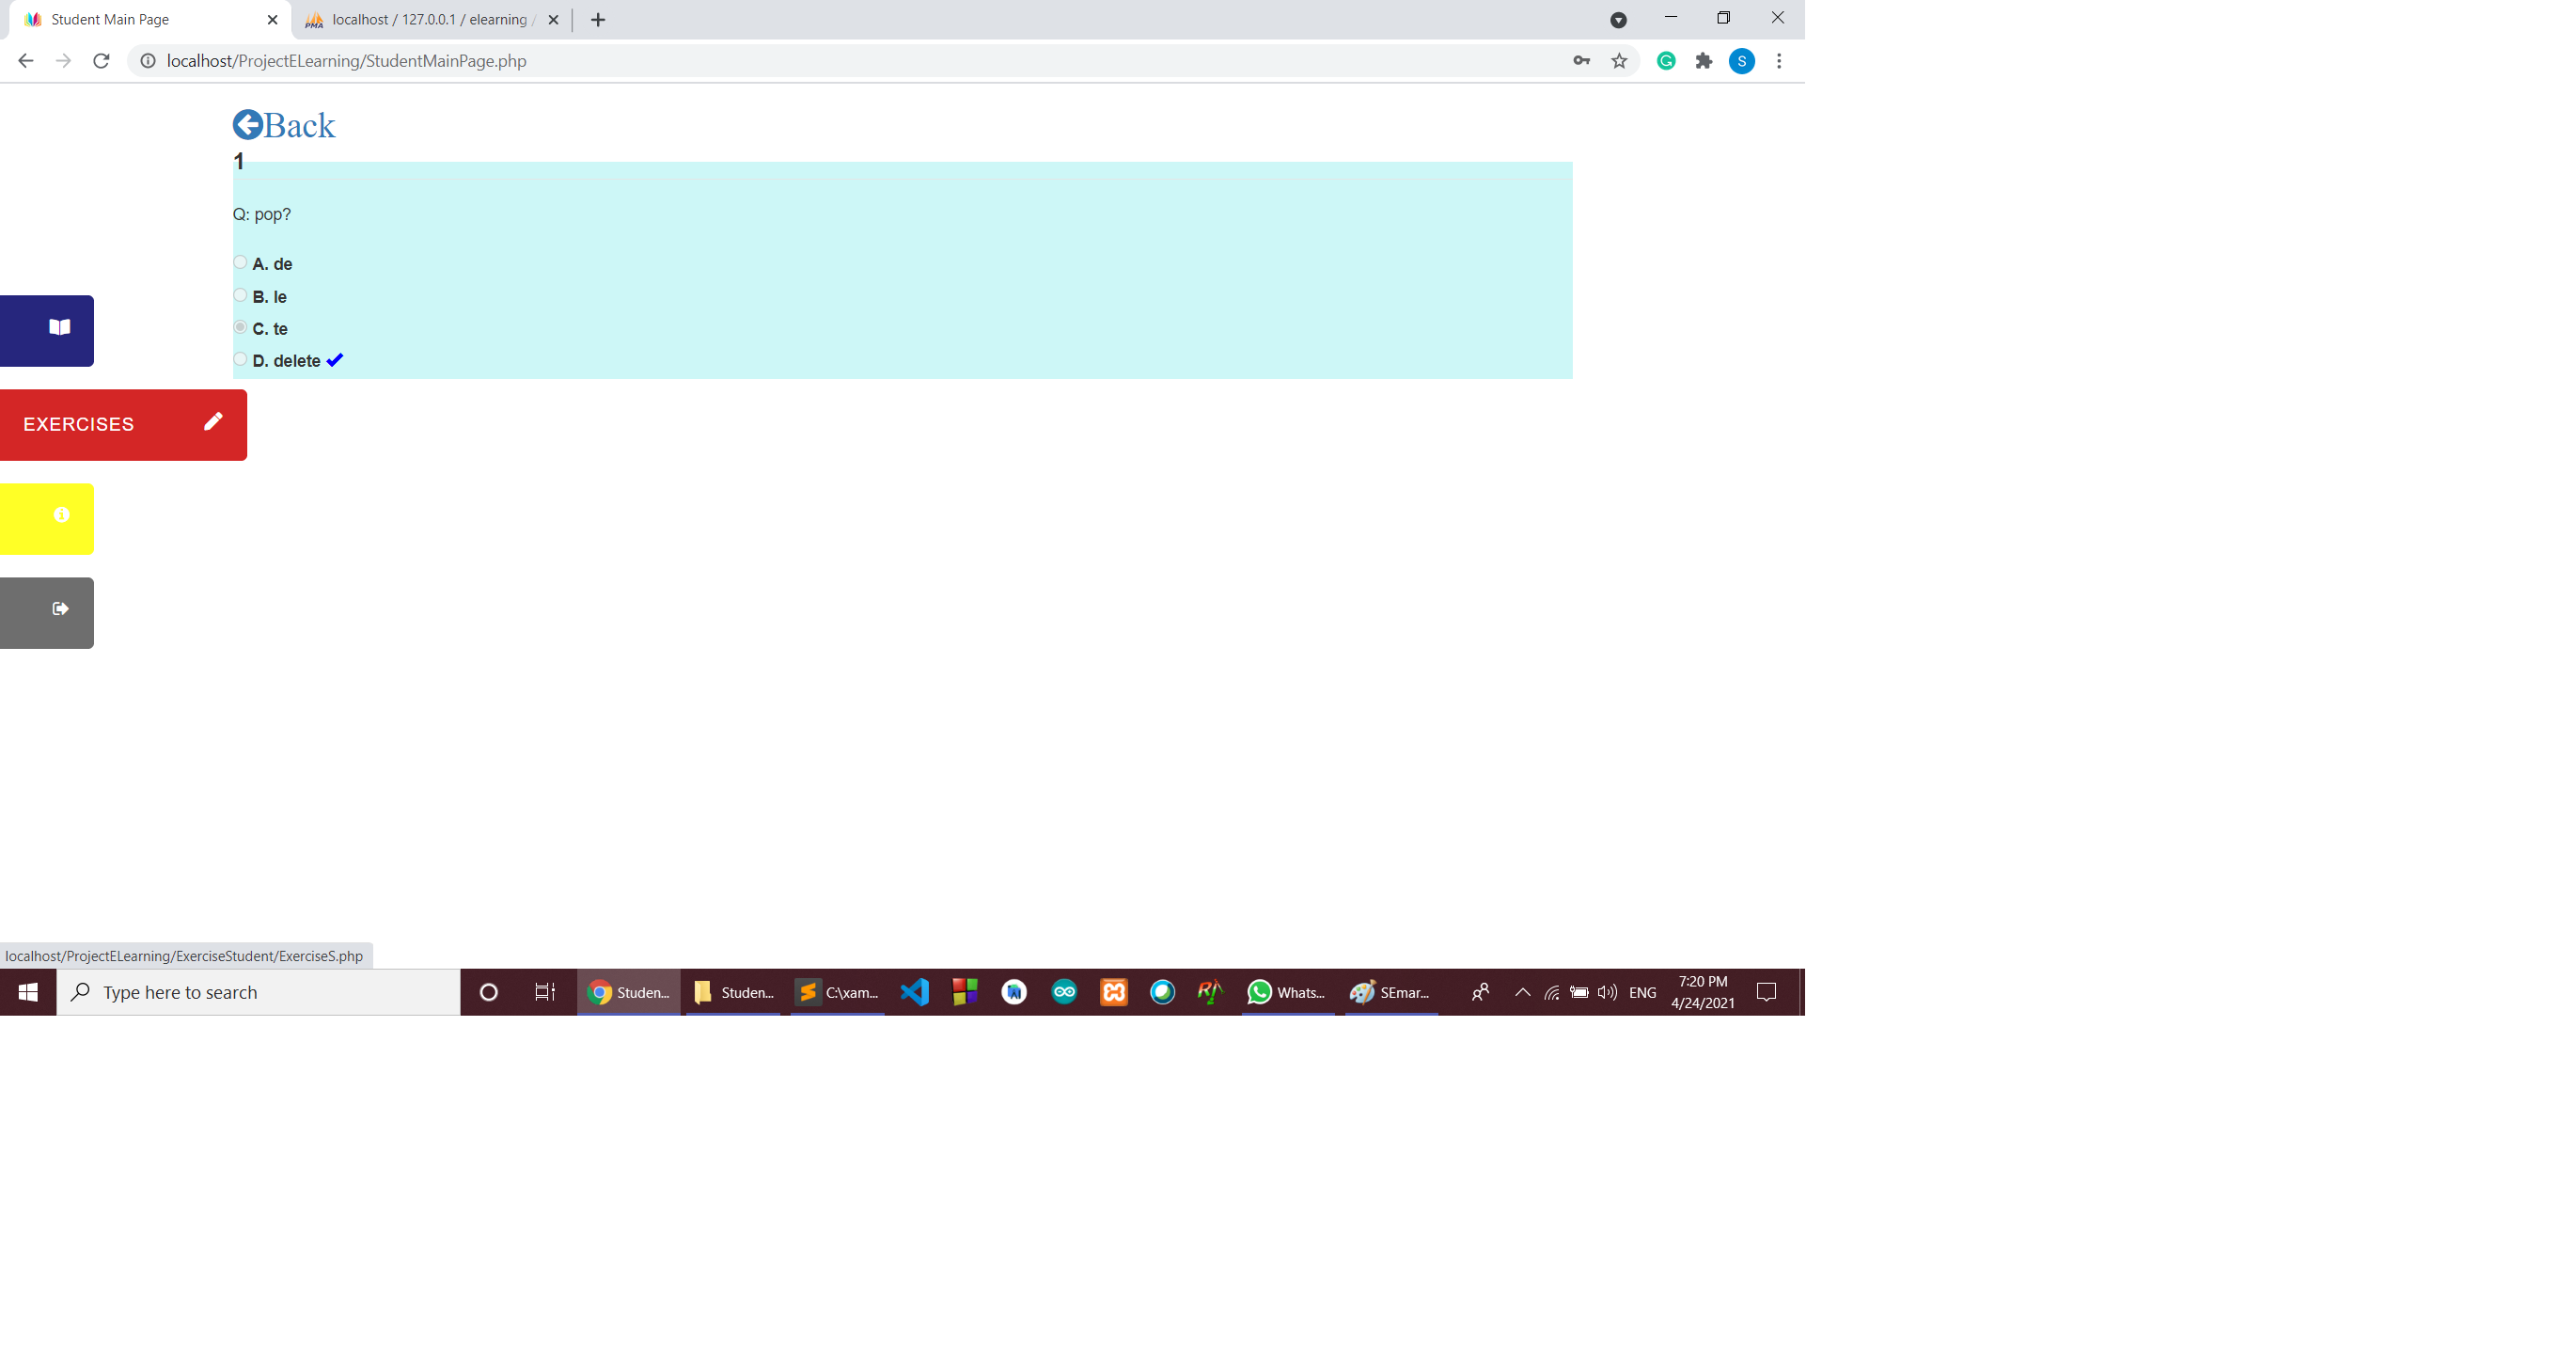 Student Main Page
localhost / 127.0.0.1 / elearning /
localhost/ProjectELearning/StudentMainPage.php
S
Back
1
Q: pop?
A. de
B. le
C. te
D. delete
EXERCISES
localhost/ProjectELearning/ExerciseStudent/ExerciseS.php
Type here to search
Studen...
Studen...
C:\xam...
Whats...
SEmar...
ENG
7:20 PM
4/24/2021